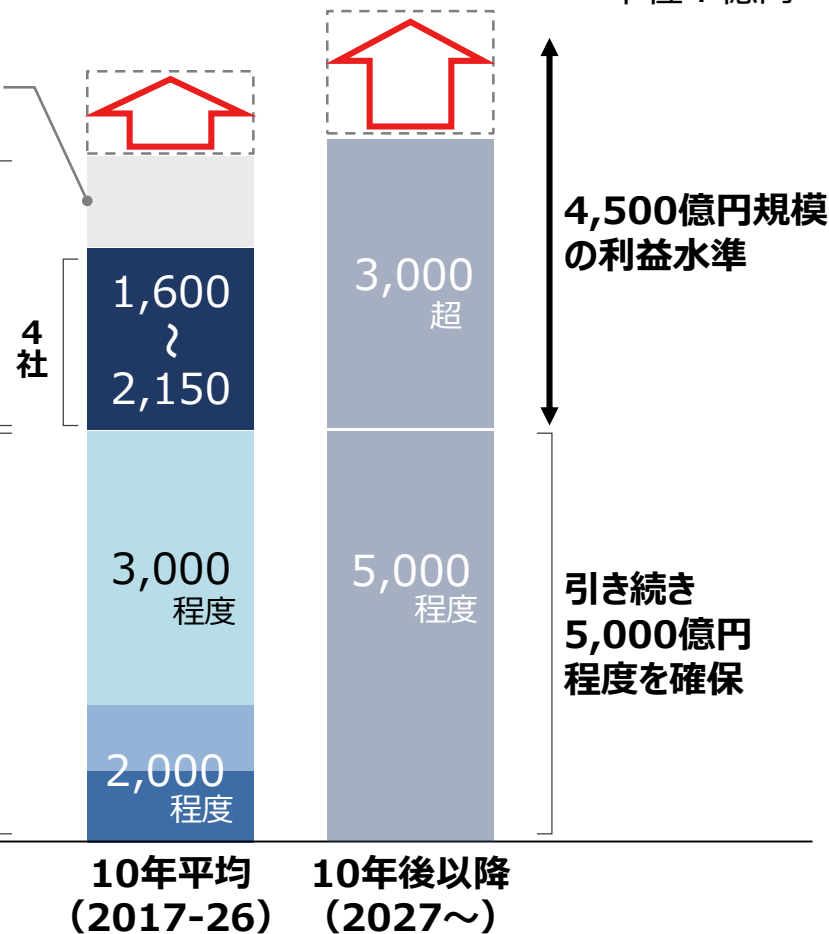 1,600
~
2,150
4
社
3,000
程度
2,000
程度
3,000
超
5,000
程度
4,500億円規模
の利益水準
引き続き
5,000億円
程度を確保
10年平均
（2017-26）
10年後以降
（2027～）